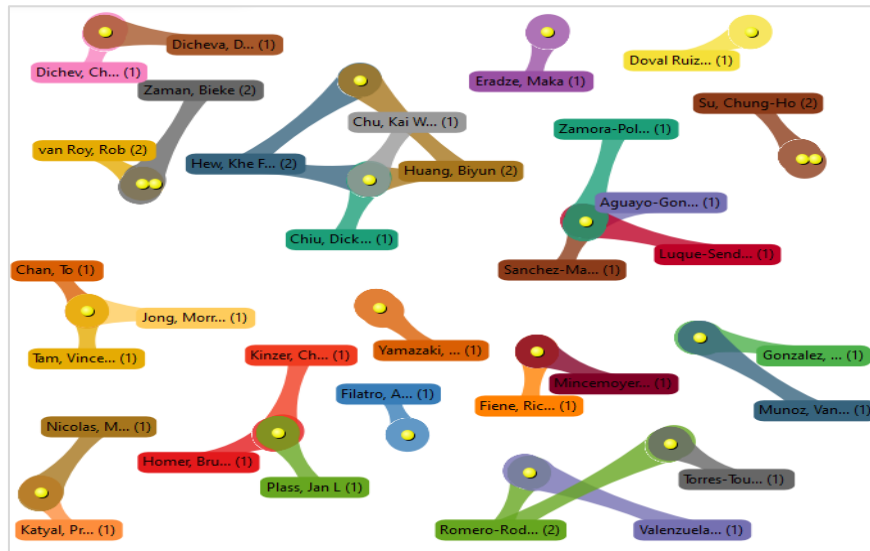 Dicheva, D... (1)
Dichev, Ch... (1)
Zaman, Bieke (2)
van Roy, Rob (2)
Chu, Kai W... (1)
Hew, Khe F... (2)
Huang, Biyun (2)
Chiu, Dick... (1)
Eradze, Maka (1)
Doval Ruiz... (1)
Su, Chung-Ho (2)
Zamora-Pol... (1)
Aguayo-Gon... (1)
Luque-Send... (1)
Sanchez-Ma... (1)
Chan, To (1)
Jong, Morr... (1)
Tam, Vince... (1)
Yamazaki, ... (1)
Kinzer, Ch... (1)
Filatro, A... (1)
Mincemoyer... (1)
Fiene, Ric... (1)
Gonzalez, ... (1)
Munoz, Van... (1)
Nicolas, M... (1)
Homer, Bru... (1)
Plass, Jan L (1)
Katyal, Pr... (1)
Torres-Tou... (1)
Romero-Rod... (2)
Valenzuela... (1)